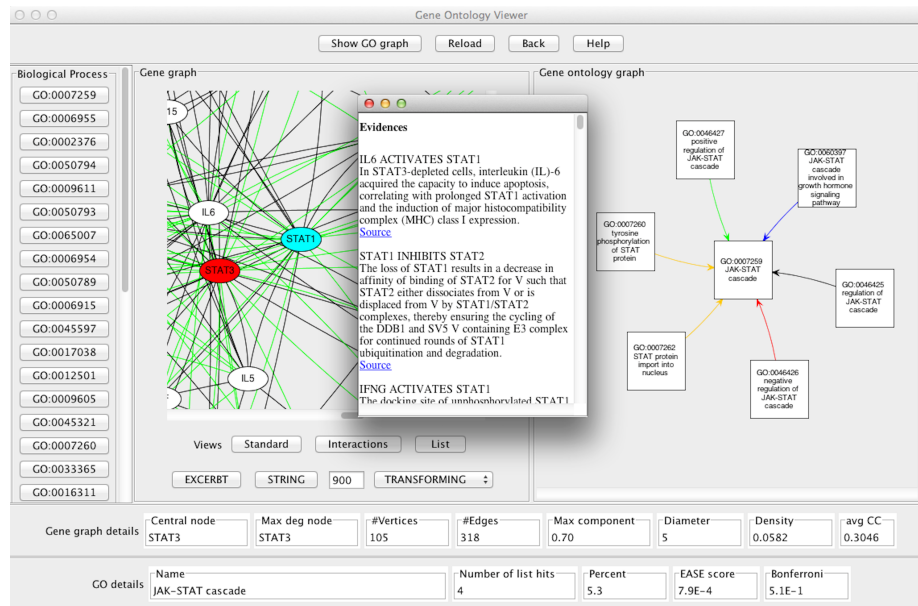 Gene Ontology Viewer
Show GO graph
Reload
Back
Help
Biological Process
GO:0007259
GO:0006955
GO:0002376
GO:0050794
GO:0009611
GO:0050793
GO:0065007
GO:0006954
GO:0050789
GO:0006915
GO:0045597
GO:0017038
GO:0012501
GO:0009605
GO:0045321
GO:0007260
GO:0033365
GO:0016311
Gene graph
15
IL6
STAT1
STAT3
IL5
Evidences
IL6 ACTIVATES STAT1
In STAT3-depleted cells, interleukin (IL)-6
acquired the capacity to induce apoptosis,
correlating with prolonged STAT1 activation
and the induction of major histocompatibility
complex (MHC) class I expression.
Source
STAT1 INHIBITS STAT2
The loss of STAT1 results in a decrease in
affinity of binding of STAT2 for V such that
STAT2 either dissociates from V or is
displaced from V by STAT1/STAT2
complexes, thereby ensuring the cycling of
the DDB1 and SV5 V containing E3 complex
for continued rounds of STAT1
ubiquitination and degradation.
Source
IFNG ACTIVATES STAT1
The docking site of unphosphorylated STAT1
Views
Standard
Interactions
List
EXCERBT
STRING
900
TRANSFORMING
Gene ontology graph
GO:0046427
positive
regulation of
JAK-STAT
cascade
GO:0060397
JAK-STAT
cascade
involved in
growth hormone
signaling
pathway
GO:0007260
tyrosine
phosphorylation
of STAT
protein
GO:0007259
JAK-STAT
cascade
GO:0046425
regulation of
JAK-STAT
cascade
GO:0007262
STAT protein
import into
nucleus
GO:0046426
negative
regulation of
JAK-STAT
cascade
Gene graph details
Central node
STAT3
Max deg node
STAT3
#Vertices
105
#Edges
318
Max component
0.70
Diameter
5
Density
0.0582
avg CC
0.3046
GO details
Name
JAK-STAT cascade
Number of list hits
4
Percent
5.3
EASE score
7.9E-4
Bonferroni
5.1E-1